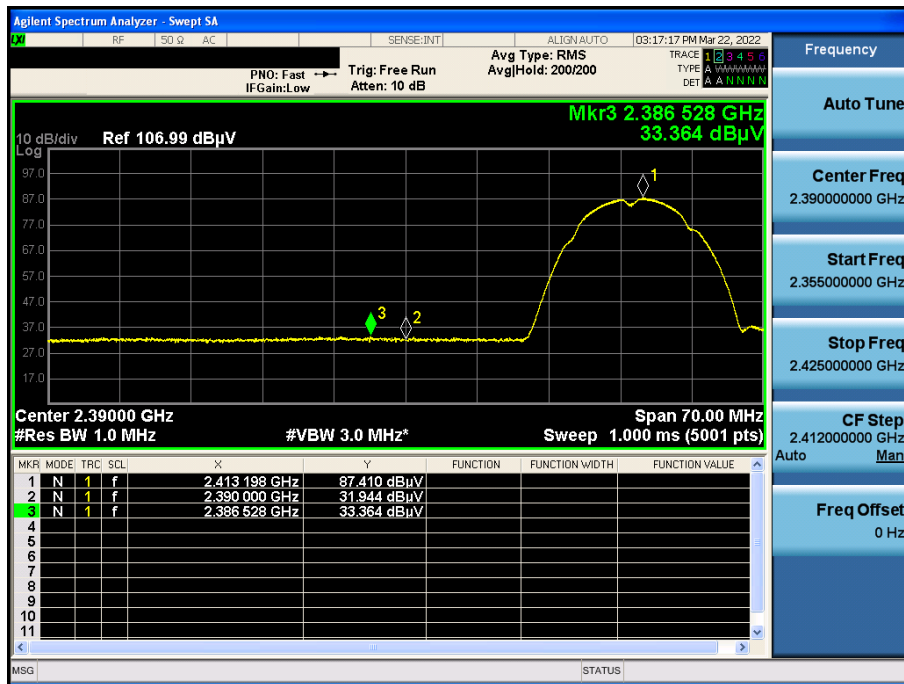 Agilent Spectrum Analyzer - Swept SA
LXI RF 50 Ω AC SENSE:INT ALIGN AUTO 03:17:17 PM Mar 22, 2022
PNO: Fast Trig: Free Run Avg Type: RMS TRACE 1 2 3 4 5 6
IFGain:Low Atten: 10 dB Avg|Hold: 200/200 TYPE A WWWWWW
DET A A N N N N
Mkr3 2.386 528 GHz
33.364 dBµV
10 dB/div Ref 106.99 dBµV
Log
97.0
87.0
77.0
67.0
57.0
47.0
37.0
27.0
17.0
1
3
2
Center 2.39000 GHz Span 70.00 MHz
#Res BW 1.0 MHz #VBW 3.0 MHz* Sweep 1.000 ms (5001 pts)
MKR MODE TRC SCL X Y FUNCTION FUNCTION WIDTH FUNCTION VALUE
1 N 1 f 2.413 198 GHz 87.410 dBµV
2 N 1 f 2.390 000 GHz 31.944 dBµV
3 N 1 f 2.386 528 GHz 33.364 dBµV
4
5
6
7
8
9
10
11
MSG STATUS
Frequency
Auto Tune
Center Freq
2.390000000 GHz
Start Freq
2.355000000 GHz
Stop Freq
2.425000000 GHz
CF Step
2.412000000 GHz
Auto Man
Freq Offset
0 Hz